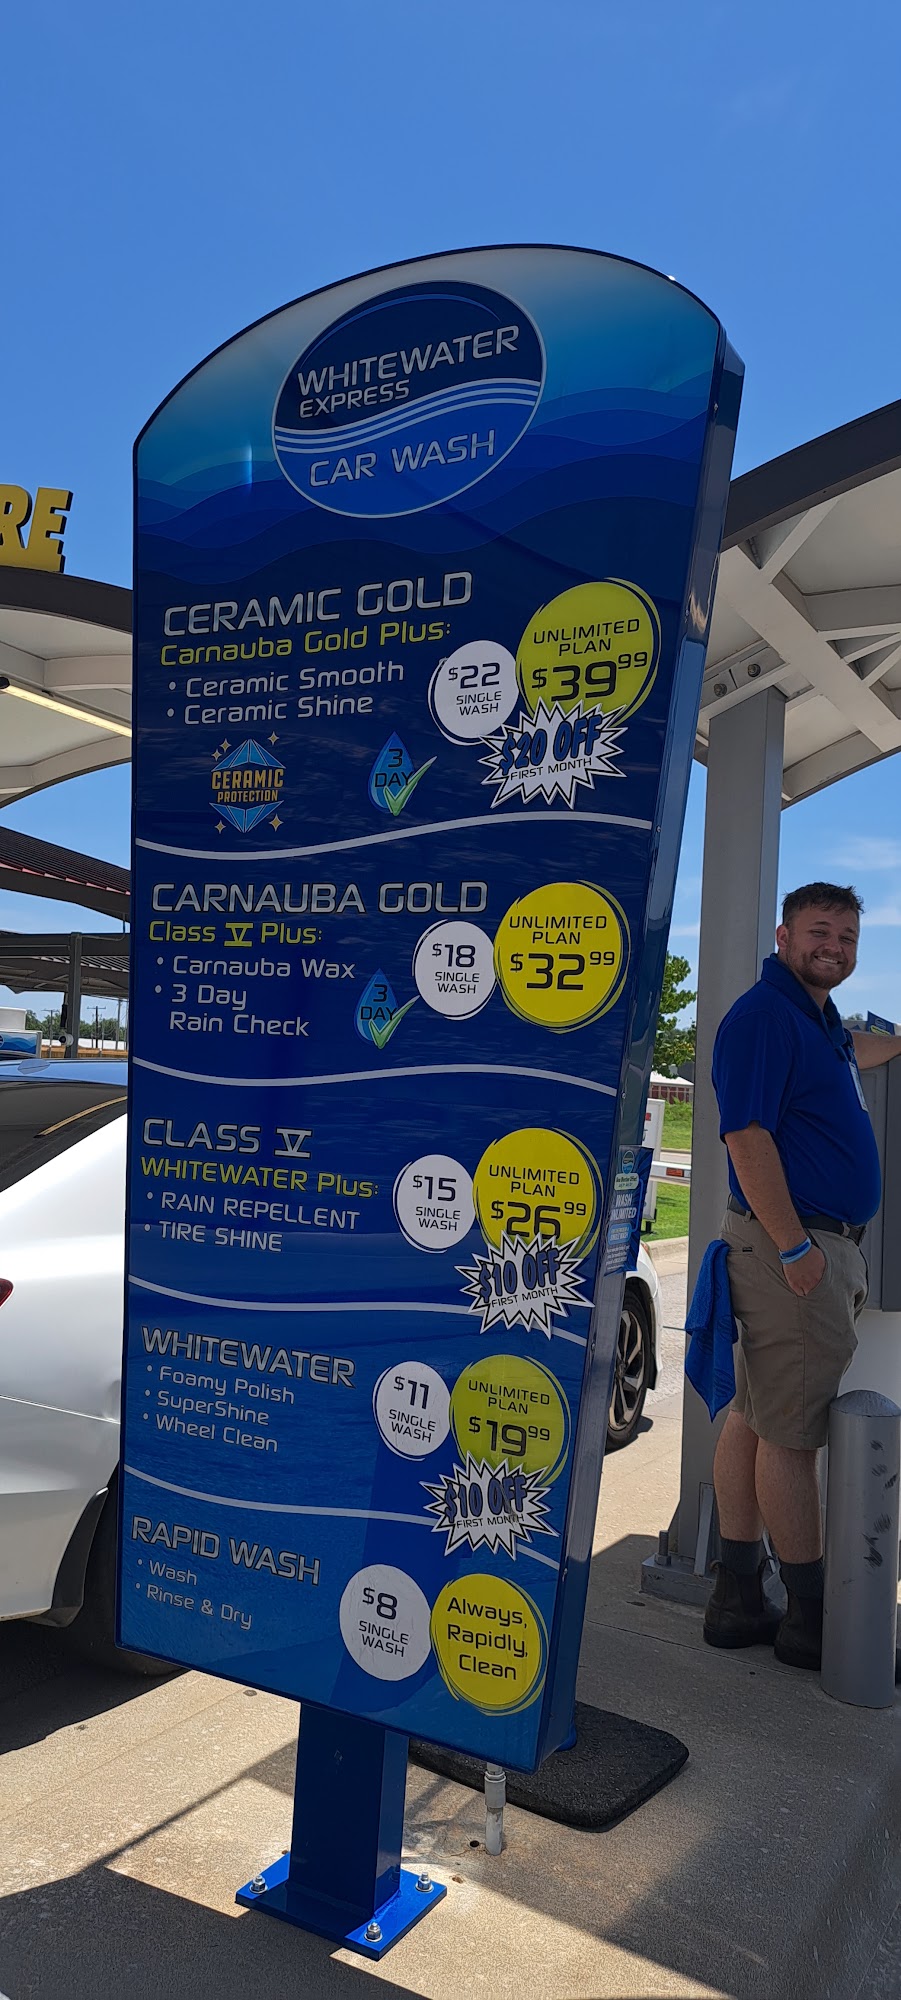 RE
WHITEWATER
EXPRESS
CAR WASH
CERAMIC GOLD
Carnauba Gold Plus:
• Ceramic Smooth
• Ceramic Shine
$22
SINGLE
WASH
UNLIMITED
PLAN
$39.99
$20 OFF
FIRST MONTH
CERAMIC
PROTECTION
3
DAY
CARNAUBA GOLD
Class V Plus:
• Carnauba Wax
• 3 Day
Rain Check
3
DAY
$18
SINGLE
WASH
UNLIMITED
PLAN
$32.99
CLASS V
WHITEWATER Plus:
• RAIN REPELLENT
• TIRE SHINE
$15
SINGLE
WASH
UNLIMITED
PLAN
$26.99
$10 OFF
FIRST MONTH
WHITEWATER
• Foamy Polish
• SuperShine
• Wheel Clean
$11
SINGLE
WASH
UNLIMITED
PLAN
$19.99
$10 OFF
FIRST MONTH
RAPID WASH
• Wash
• Rinse & Dry
$8
SINGLE
WASH
Always,
Rapidly,
Clean
WASH
UNLIMITED